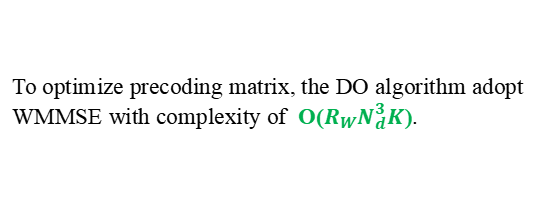 To optimize precoding matrix, the DO algorithm adopt
WMMSE with complexity of O(R_W N_d^3 K).